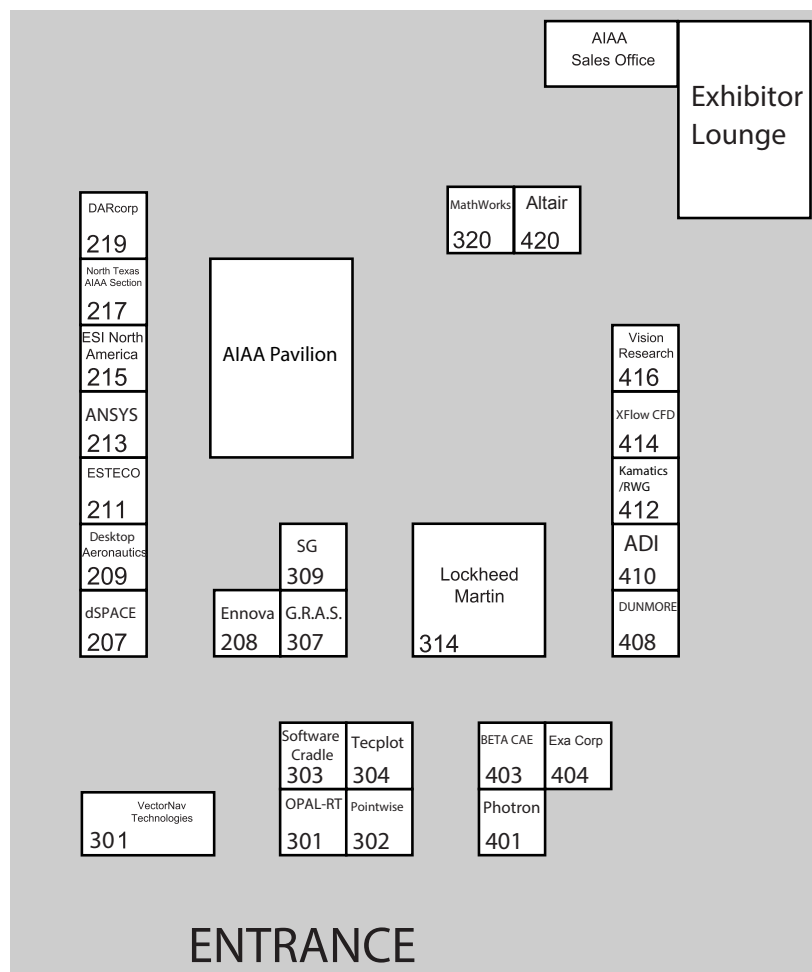 AIAA
Sales Office
Exhibitor
Lounge
DARcorp
219
MathWorks
320
Altair
420
North Texas
AIAA Section
217
AIAA Pavilion
ESI North
America
215
Vision
Research
416
ANSYS
213
XFlow CFD
414
ESTECO
211
Kamatics
/RWG
412
Desktop
Aeronautics
209
SG
309
Lockheed
Martin
314
ADI
410
dSPACE
207
Ennova
208
G.R.A.S.
307
DUNMORE
408
Software
Cradle
303
Tecplot
304
BETA CAE
403
Exa Corp
404
VectorNav
Technologies
301
OPAL-RT
301
Pointwise
302
Photron
401
ENTRANCE